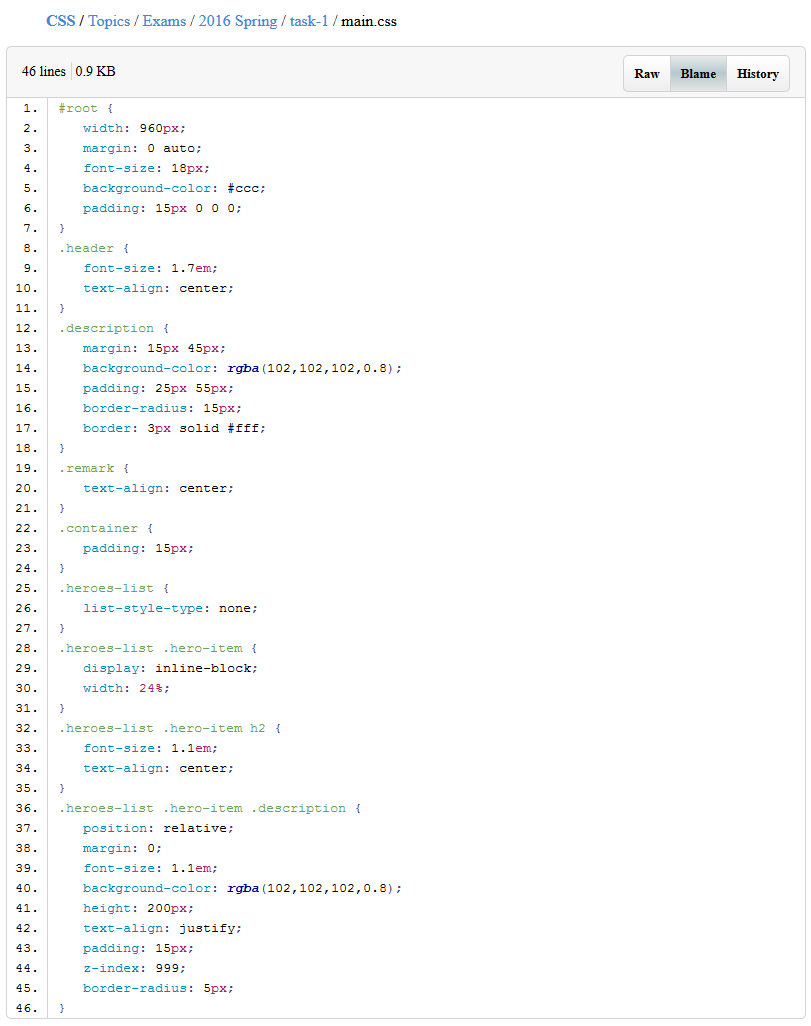 CSS / Topics / Exams / 2016 Spring / task-1 / main.css
46 lines 0.9 KB Raw Blame History
1. #root {
2. width: 960px;
3. margin: 0 auto;
4. font-size: 18px;
5. background-color: #ccc;
6. padding: 15px 0 0 0;
7. }
8. .header {
9. font-size: 1.7em;
10. text-align: center;
11. }
12. .description {
13. margin: 15px 45px;
14. background-color: rgba(102,102,102,0.8);
15. padding: 25px 55px;
16. border-radius: 15px;
17. border: 3px solid #fff;
18. }
19. .remark {
20. text-align: center;
21. }
22. .container {
23. padding: 15px;
24. }
25. .heroes-list {
26. list-style-type: none;
27. }
28. .heroes-list .hero-item {
29. display: inline-block;
30. width: 24%;
31. }
32. .heroes-list .hero-item h2 {
33. font-size: 1.1em;
34. text-align: center;
35. }
36. .heroes-list .hero-item .description {
37. position: relative;
38. margin: 0;
39. font-size: 1.1em;
40. background-color: rgba(102,102,102,0.8);
41. height: 200px;
42. text-align: justify;
43. padding: 15px;
44. z-index: 999;
45. border-radius: 5px;
46. }